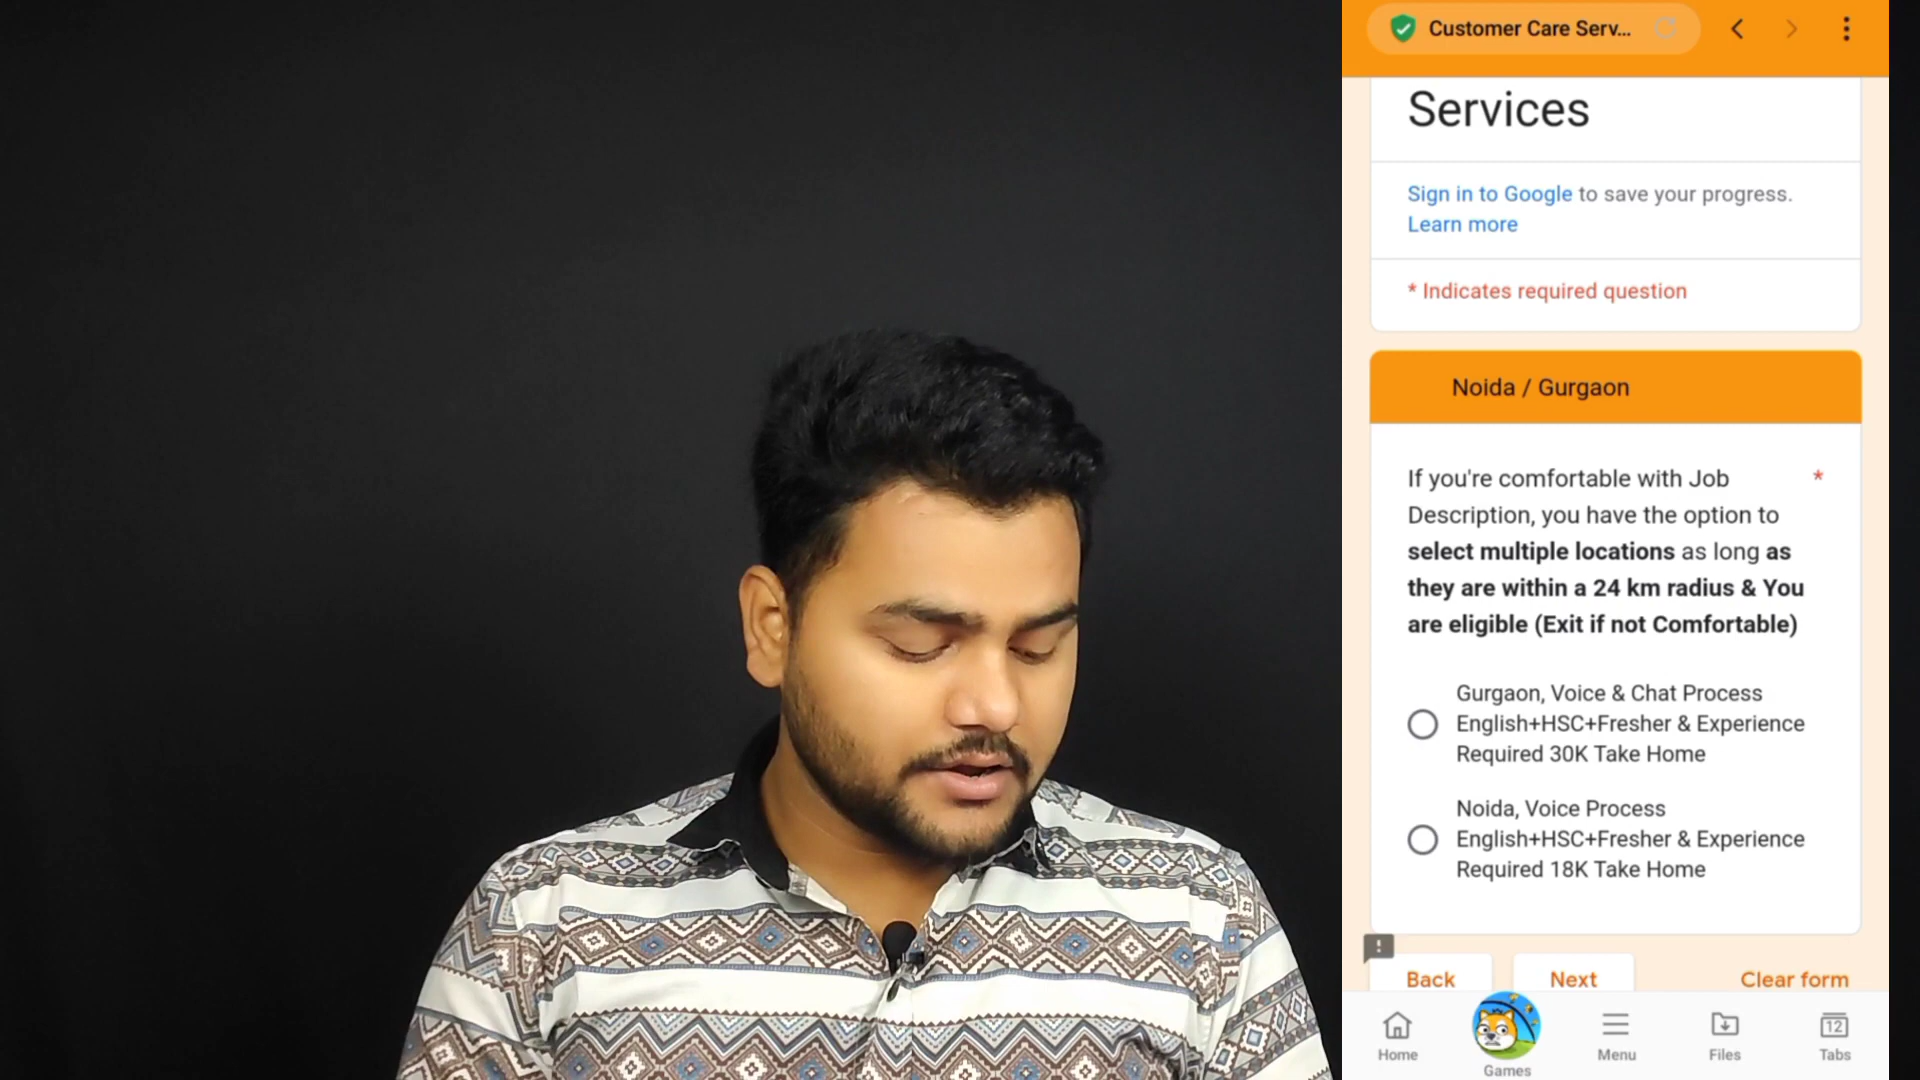 Customer Care Serv...
Services
Sign in to Google to save your progress.
Learn more
* Indicates required question
Noida / Gurgaon
If you're comfortable with Job *
Description, you have the option to
select multiple locations as long as
they are within a 24 km radius & You
are eligible (Exit if not Comfortable)
Gurgaon, Voice & Chat Process
English+HSC+Fresher & Experience
Required 30K Take Home
Noida, Voice Process
English+HSC+Fresher & Experience
Required 18K Take Home
Back Next Clear form
Home Games Menu Files 12 Tabs